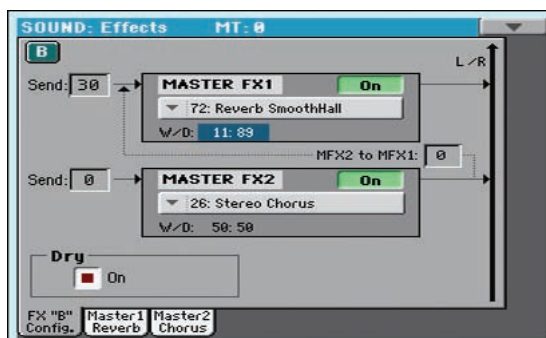 SOUND: Effects MT:0
B
L/R
Send: 30 MASTER FX1 On
72: Reverb SmoothHall
W/D: 11:89
MFX2 to MFX1: 0
Send: 0 MASTER FX2 On
26: Stereo Chorus
W/D: 50:50
Dry
On
FX "B" Config. Master1 Reverb Master2 Chorus